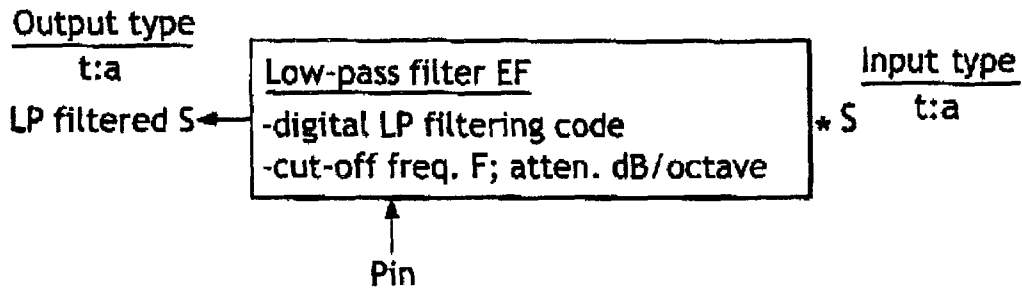 Output type
t:a
LP filtered S
Low-pass filter EF
-digital LP filtering code
-cut-off freq. F; atten. dB/octave
* S
Input type
t:a
Pin